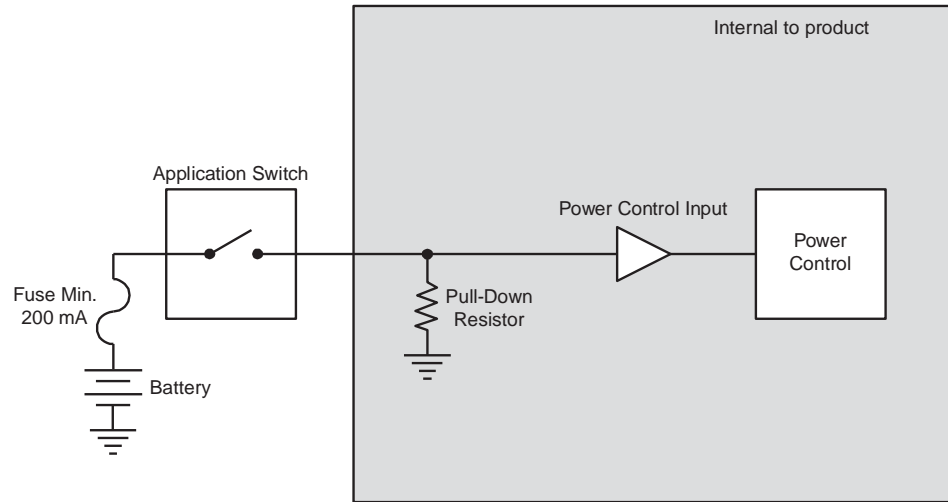 Internal to product
Application Switch
Power Control Input
Power
Control
Fuse Min.
200 mA
Pull-Down
Resistor
Battery